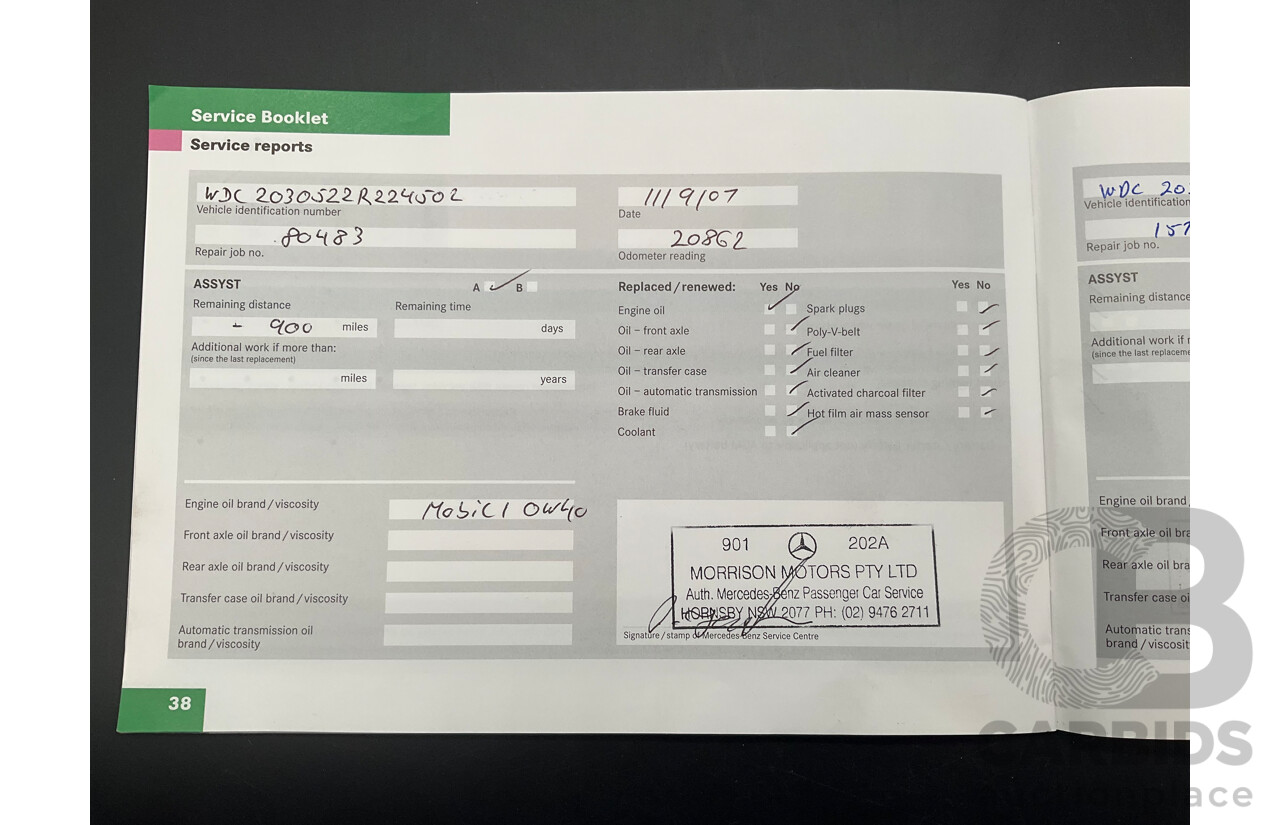 Service Booklet
Service reports
WDC 2030522R224502
Vehicle identification number
11/9/07
Date
80483
Repair job no.
20862
Odometer reading
ASSYST
A B
Remaining distance
Remaining time
- 900 miles
days
Additional work if more than:
(since the last replacement)
miles
years
Replaced / renewed: Yes No
Yes No
Engine oil
Spark plugs
Oil – front axle
Poly-V-belt
Oil – rear axle
Fuel filter
Oil – transfer case
Air cleaner
Oil – automatic transmission
Activated charcoal filter
Brake fluid
Hot film air mass sensor
Coolant
Engine oil brand / viscosity
Mobil 1 0W40
Front axle oil brand / viscosity
Rear axle oil brand / viscosity
Transfer case oil brand / viscosity
Automatic transmission oil
brand / viscosity
901 202A
MORRISON MOTORS PTY LTD
Auth. Mercedes-Benz Passenger Car Service
HORNSBY NSW 2077 PH: (02) 9476 2711
Signature / stamp of Mercedes-Benz Service Centre
38
WDC 20
Vehicle identification
157
Repair job no.
ASSYST
Remaining distance
Additional work if
(since the last replaceme
Engine oil brand
Front axle oil bra
Rear axle oil bra
Transfer case oi
Automatic trans
brand / viscosit
CARBIDS